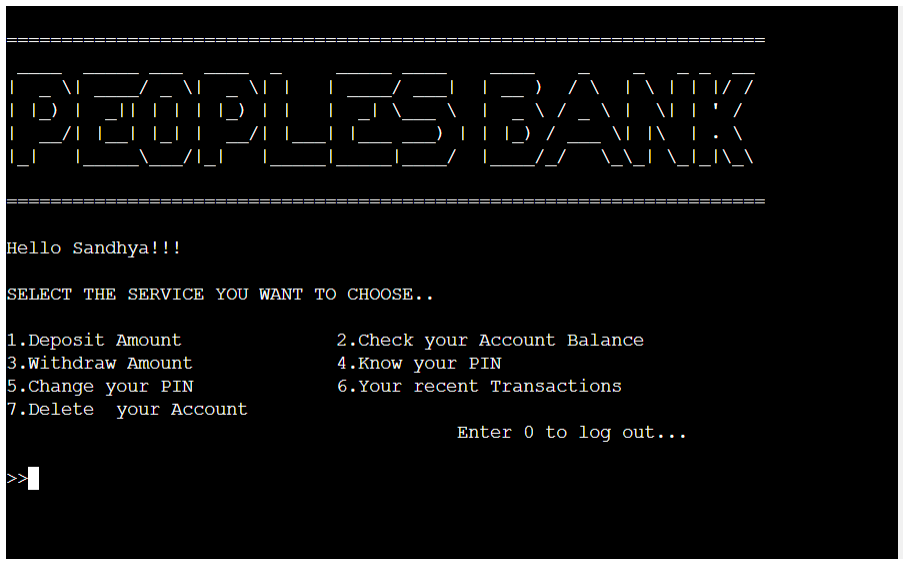 PEOPLES BANK
Hello Sandhya!!!
SELECT THE SERVICE YOU WANT TO CHOOSE..
1.Deposit Amount 2.Check your Account Balance
3.Withdraw Amount 4.Know your PIN
5.Change your PIN 6.Your recent Transactions
7.Delete  your Account
Enter 0 to log out...
>>